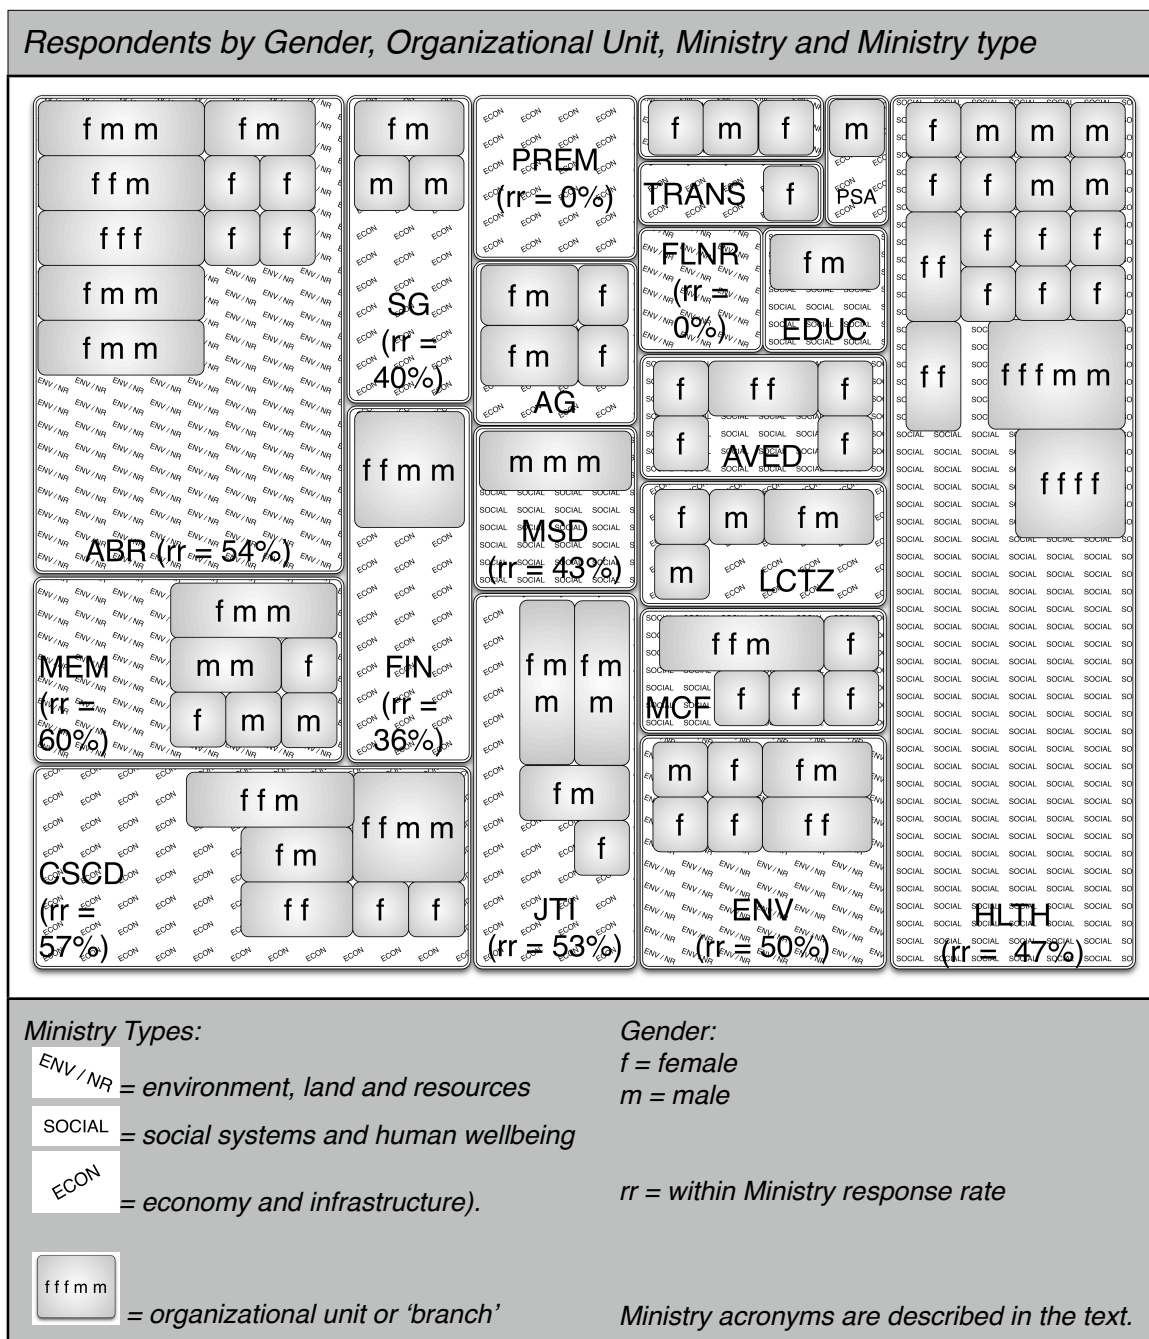 Respondents by Gender, Organizational Unit, Ministry and Ministry type
f m m
f m
f f m
f
f
f f f
f
f
f m m
f m m
ABR (rr = 54%)
f m
m
m
SG
(rr =
40%)
PREM
(rr = 0%)
f m
f
f m
f
AG
f
m
f
TRANS
f
m
PSA
FLNR
(rr =
0%)
f m
EDUC
f
f f
f
f
AVED
f
f
m
m
m
f
f
m
m
f f
f
f
f
f
f
f
f f
f f f m m
f f f f
HLTH
(rr = 47%)
f f m m
FIN
(rr =
36%)
m m m
MSD
(rr = 43%)
f
m
f m
m
LCTZ
f m m
m m
f
f
m
m
MEM
(rr =
60%)
f m
m
f m
m
f m
f
JTI
(rr = 53%)
f f m
f
MCF
f
f
f
f f m
f f m m
f m
f f
f
f
CSCD
(rr =
57%)
m
f
f m
f
f
f f
ENV
(rr = 50%)
Ministry Types:
ENV / NR
= environment, land and resources
SOCIAL
= social systems and human wellbeing
ECON
= economy and infrastructure).
f f f m m
= organizational unit or ‘branch’
Gender:
f = female
m = male
rr = within Ministry response rate
Ministry acronyms are described in the text.